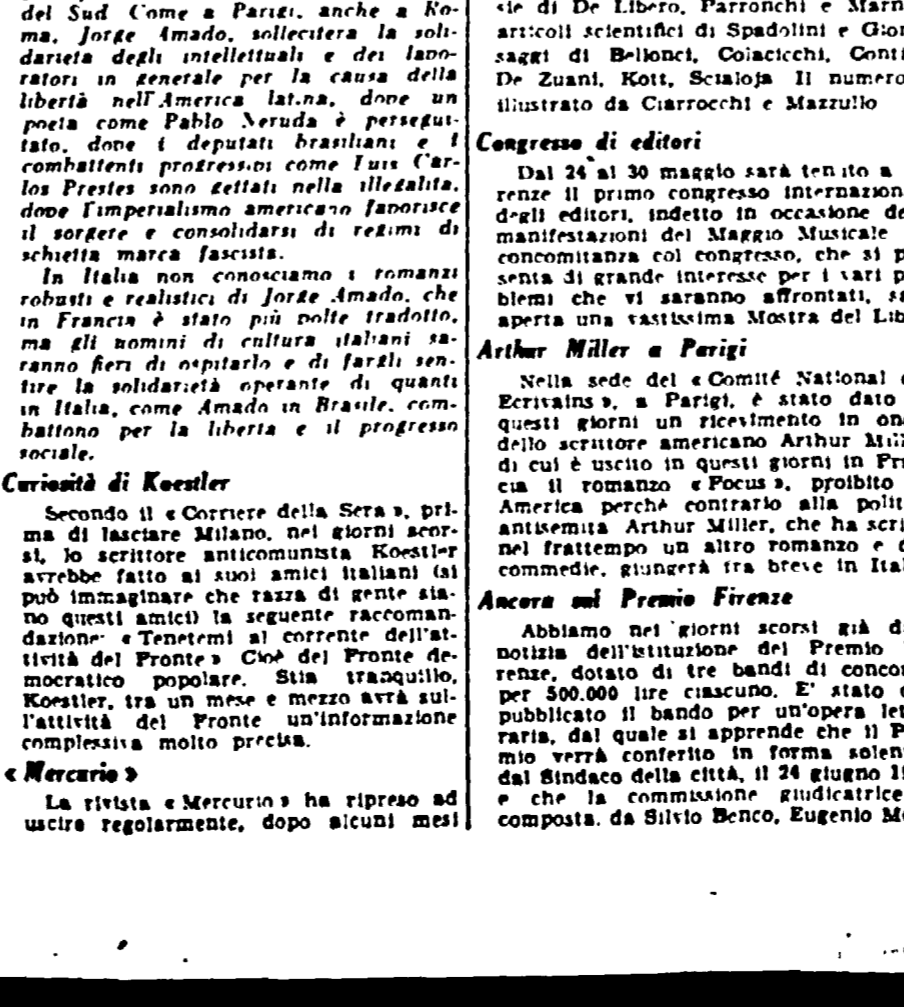 del Sud Come a Parigi, anche a Ro-
ma, Jorge Amado, solleciterà la soli-
darietà degli intellettuali e dei lavo-
ratori in generale per la causa della
libertà nell'America latina, dove un
poeta come Pablo Neruda è persegui-
tato, dove i deputati brasiliani e i
combattenti progressivi come Luis Car-
los Prestes sono gettati nella illegalità,
dove l'imperialismo americano favorisce
il sorgere e consolidarsi di regimi di
schietta marca fascista.
In Italia non conosciamo i romanzi
robusti e realistici di Jorge Amado, che
in Francia è stato più volte tradotto,
ma gli uomini di cultura italiani sa-
ranno fieri di ospitarlo e di fargli sen-
tire la solidarietà operante di quanti
in Italia, come Amado in Brasile, com-
battono per la libertà e il progresso
sociale.
Curiosità di Koestler
Secondo il « Corriere della Sera », pri-
ma di lasciare Milano, nei giorni scor-
si, lo scrittore anticomunista Koestler
avrebbe fatto ai suoi amici italiani (si
può immaginare che razza di gente sia-
no questi amici) la seguente raccoman-
dazione: « Tenetemi al corrente dell'at-
tività del Fronte » Cioè del Fronte de-
mocratico popolare. Stia tranquillo,
Koestler, tra un mese e mezzo avrà sul-
l'attività del Fronte un'informazione
complessiva molto precisa.
« Mercurio »
La rivista « Mercurio » ha ripreso ad
uscire regolarmente, dopo alcuni mesi
sie di De Libero, Parronchi e Marn
articoli scientifici di Spadolini e Gior
saggi di Bellonci, Colacicchi, Conti
De Zuani, Kott, Scialoja Il numero
illustrato da Ciarrocchi e Mazzullo
Congresso di editori
Dal 24 al 30 maggio sarà tenuto a
renze il primo congresso internazion
degli editori, indetto in occasione de
manifestazioni del Maggio Musicale
concomitanza col congresso, che si p
senta di grande interesse per i vari p
blemi che vi saranno affrontati, sa
aperta una vastissima Mostra del Lib
Arthur Miller a Parigi
Nella sede del « Comité National d
Ecrivains », a Parigi, è stato dato
questi giorni un ricevimento in ono
dello scrittore americano Arthur Mill
di cui è uscito in questi giorni in Fra
cia il romanzo « Focus », proibito
America perchè contrario alla polit
antisemita Arthur Miller, che ha scri
nel frattempo un altro romanzo e d
commedie, giungerà fra breve in Ital
Ancora sul Premio Firenze
Abbiamo nei giorni scorsi già d
notizia dell'istituzione del Premio
renze, dotato di tre bandi di concor
per 500.000 lire ciascuno. E' stato o
pubblicato il bando per un'opera let
raria, dal quale si apprende che il P
mio verrà conferito in forma solen
dal Sindaco della città, il 24 giugno 19
e che la commissione giudicatrice
composta. da Silvio Benco, Eugenio Mo